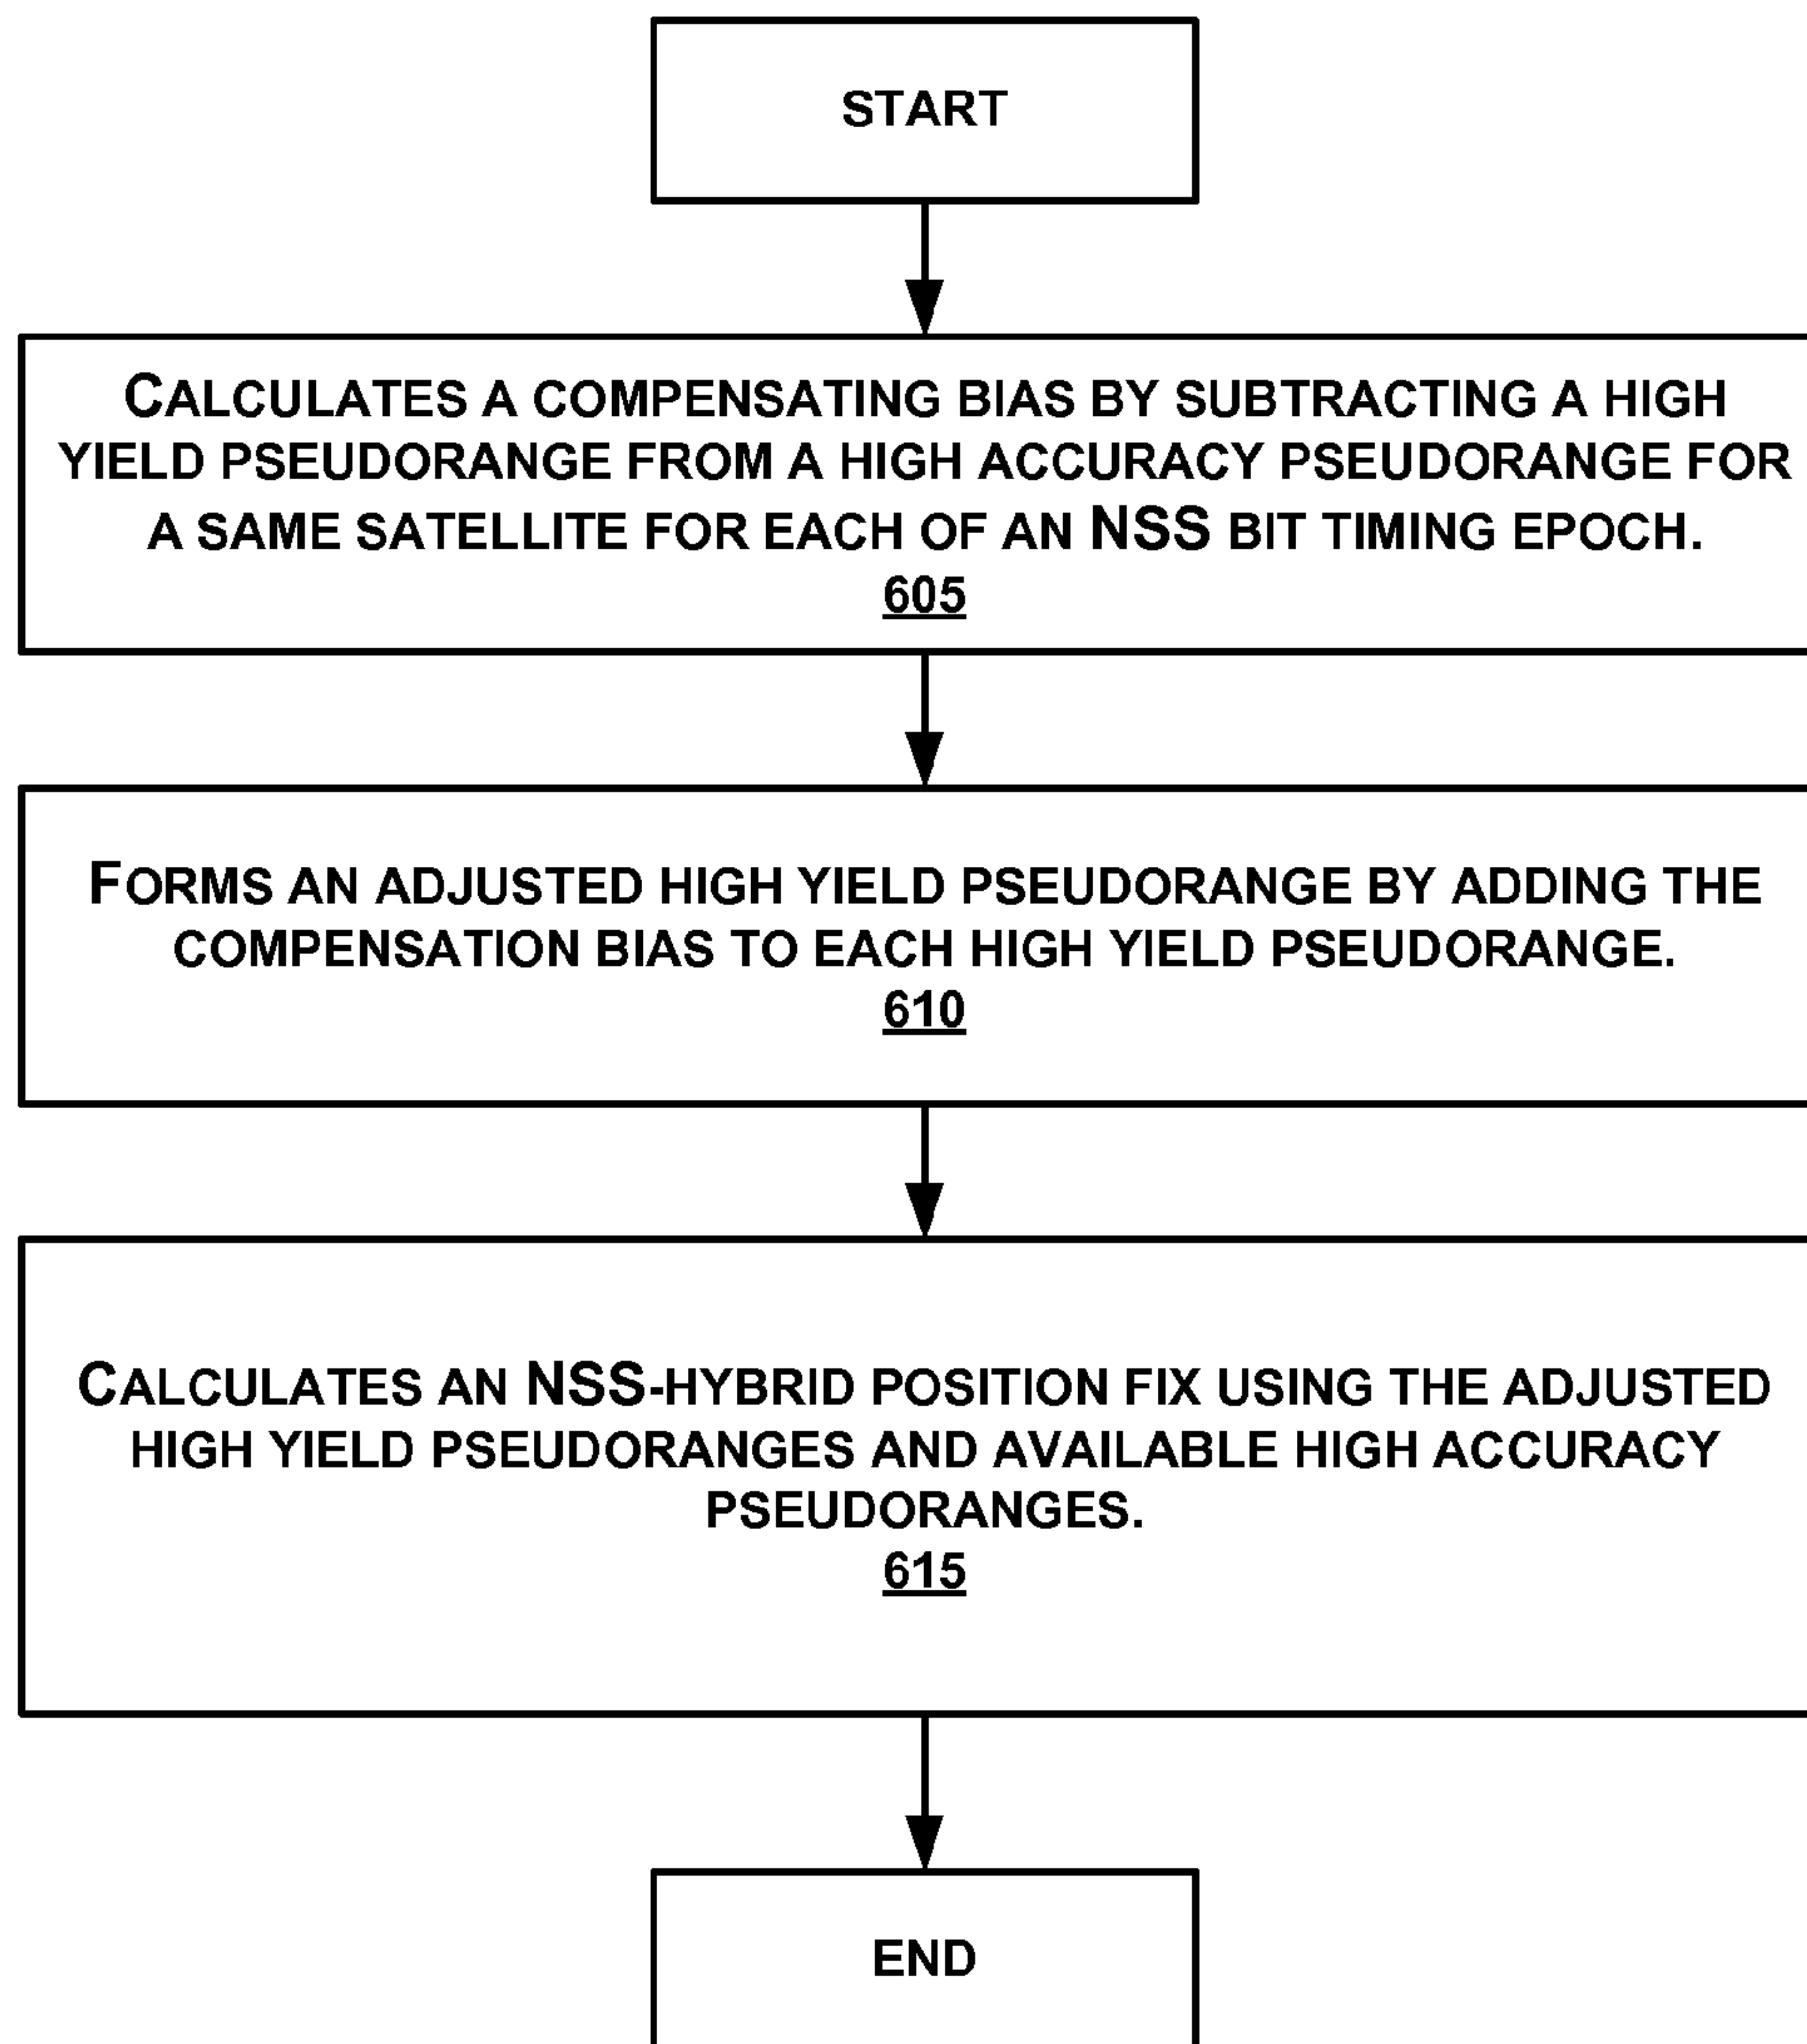 START
CALCULATES A COMPENSATING BIAS BY SUBTRACTING A HIGH
YIELD PSEUDORANGE FROM A HIGH ACCURACY PSEUDORANGE FOR
A SAME SATELLITE FOR EACH OF AN NSS BIT TIMING EPOCH.
605
FORMS AN ADJUSTED HIGH YIELD PSEUDORANGE BY ADDING THE
COMPENSATION BIAS TO EACH HIGH YIELD PSEUDORANGE.
610
CALCULATES AN NSS-HYBRID POSITION FIX USING THE ADJUSTED
HIGH YIELD PSEUDORANGES AND AVAILABLE HIGH ACCURACY
PSEUDORANGES.
615
END